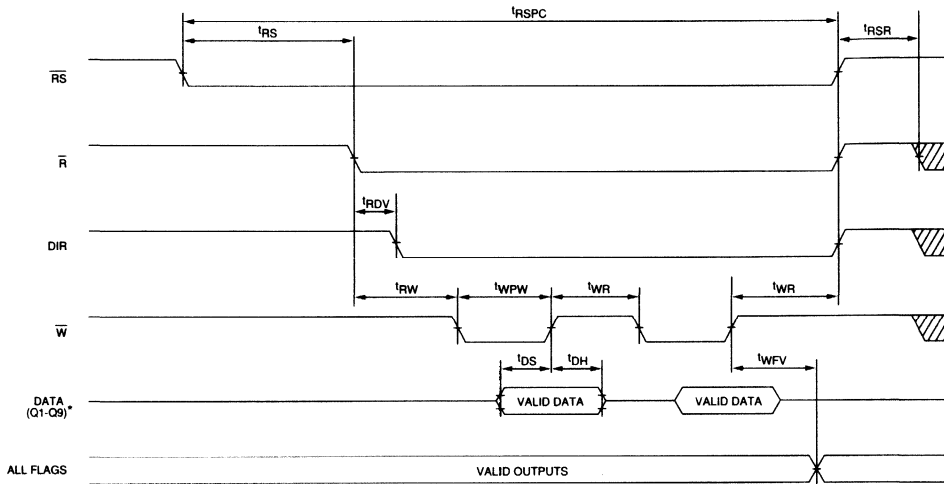 tRSPC
tRS
tRSR
RS
R
tRDV
DIR
tRW
tWPW
tWR
tWR
W
tDS
tDH
tWFV
DATA
(Q1-Q9)*
VALID DATA
VALID DATA
ALL FLAGS
VALID OUTPUTS